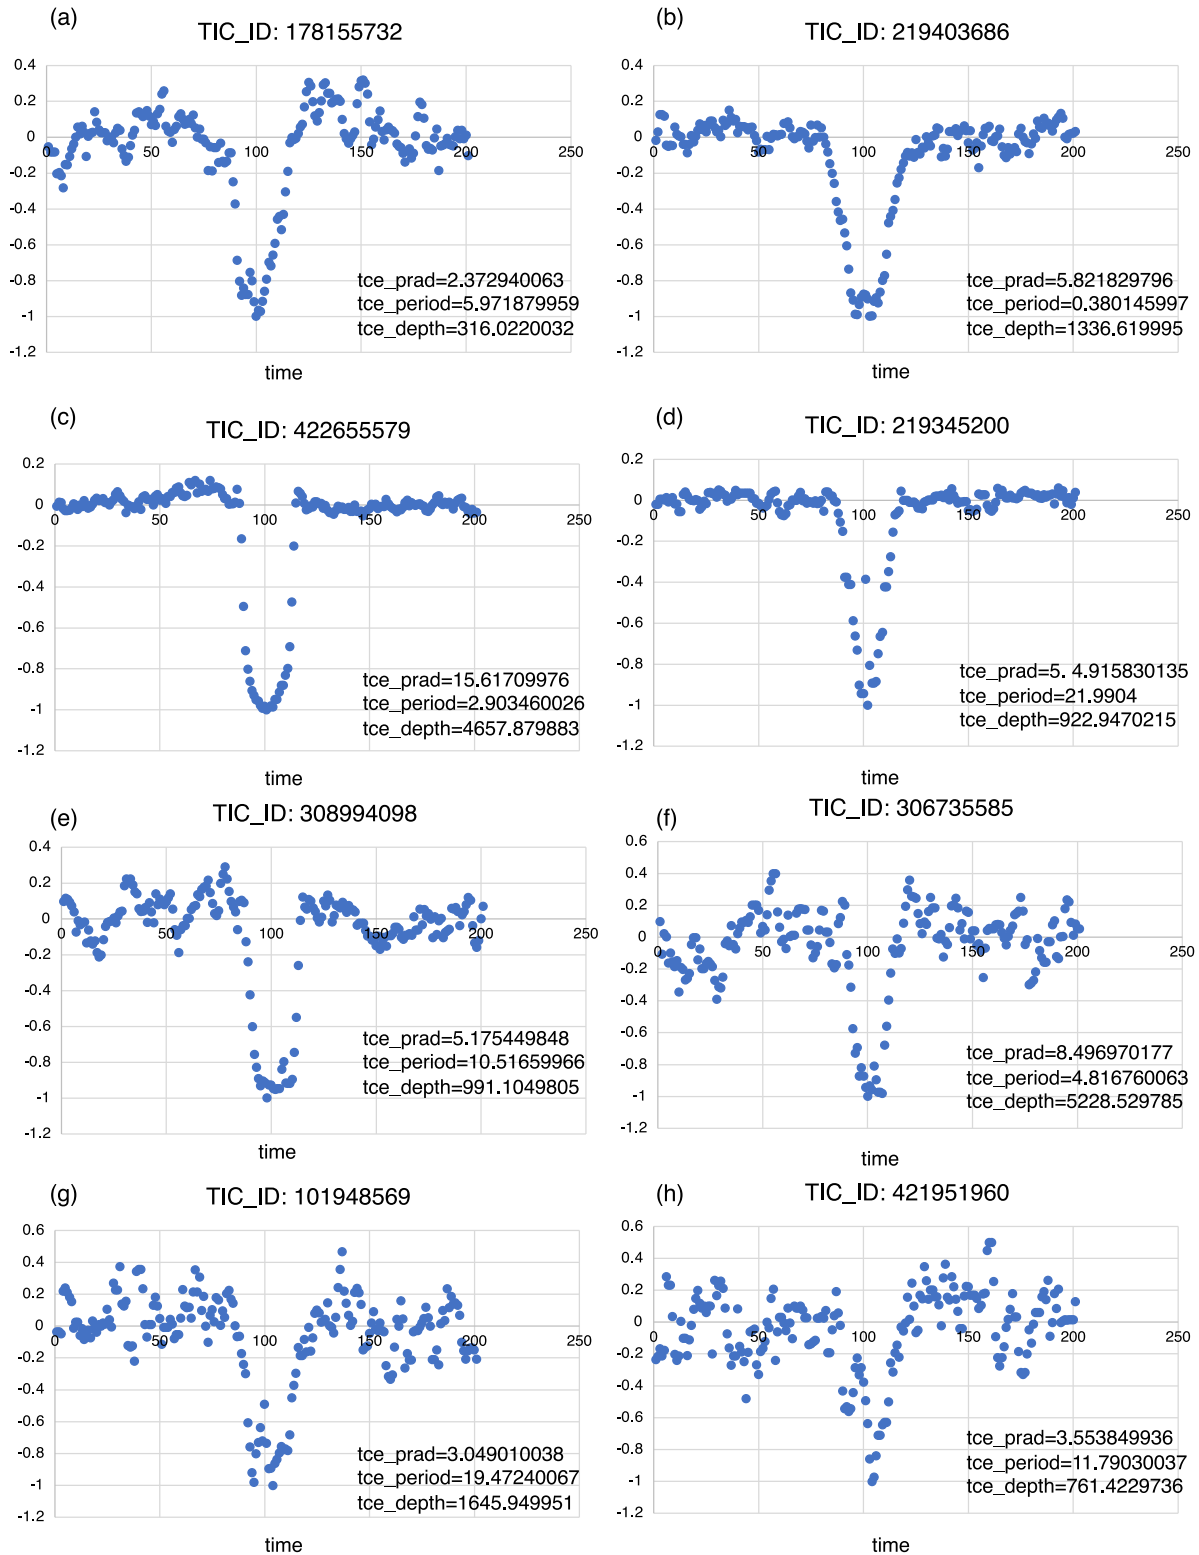 (a)
TIC_ID: 178155732
0.4
0.2
0
-0.2
-0.4
-0.6
-0.8
-1
-1.2
0 50 100 150 200 250
tce_prad=2.372940063
tce_period=5.971879959
tce_depth=316.0220032
time
(b)
TIC_ID: 219403686
0.4
0.2
0
-0.2
-0.4
-0.6
-0.8
-1
-1.2
0 50 100 150 200 250
tce_prad=5.821829796
tce_period=0.380145997
tce_depth=1336.619995
time
(c)
TIC_ID: 422655579
0.2
0
-0.2
-0.4
-0.6
-0.8
-1
-1.2
0 50 100 150 200 250
tce_prad=15.61709976
tce_period=2.903460026
tce_depth=4657.879883
time
(d)
TIC_ID: 219345200
0.2
0
-0.2
-0.4
-0.6
-0.8
-1
-1.2
0 50 100 150 200 250
tce_prad=5. 4.915830135
tce_period=21.9904
tce_depth=922.9470215
time
(e)
TIC_ID: 308994098
0.4
0.2
0
-0.2
-0.4
-0.6
-0.8
-1
-1.2
0 50 100 150 200 250
tce_prad=5.175449848
tce_period=10.51659966
tce_depth=991.1049805
time
(f)
TIC_ID: 306735585
0.6
0.4
0.2
0
-0.2
-0.4
-0.6
-0.8
-1
-1.2
0 50 100 150 200 250
tce_prad=8.496970177
tce_period=4.816760063
tce_depth=5228.529785
time
(g)
TIC_ID: 101948569
0.6
0.4
0.2
0
-0.2
-0.4
-0.6
-0.8
-1
-1.2
0 50 100 150 200 250
tce_prad=3.049010038
tce_period=19.47240067
tce_depth=1645.949951
time
(h)
TIC_ID: 421951960
0.6
0.4
0.2
0
-0.2
-0.4
-0.6
-0.8
-1
-1.2
0 50 100 150 200 250
tce_prad=3.553849936
tce_period=11.79030037
tce_depth=761.4229736
time